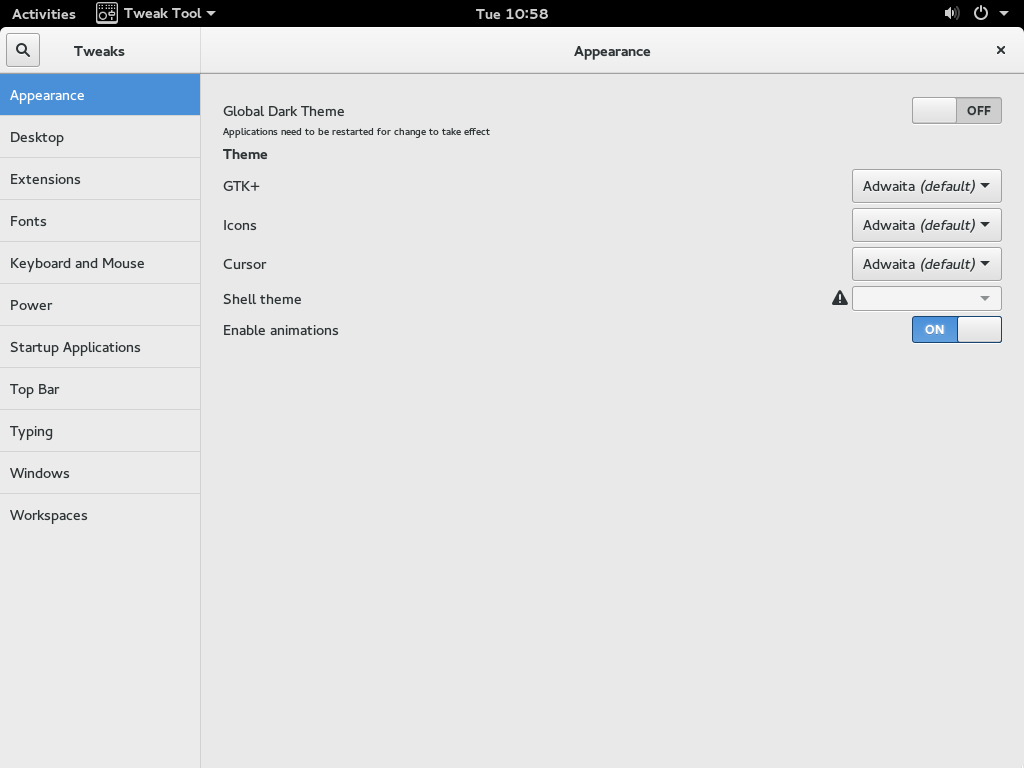 Activities Tweak Tool Tue 10:58
Tweaks Appearance
Appearance
Desktop
Extensions
Fonts
Keyboard and Mouse
Power
Startup Applications
Top Bar
Typing
Windows
Workspaces
Global Dark Theme OFF
Applications need to be restarted for change to take effect
Theme
GTK+ Adwaita (default)
Icons Adwaita (default)
Cursor Adwaita (default)
Shell theme
Enable animations ON